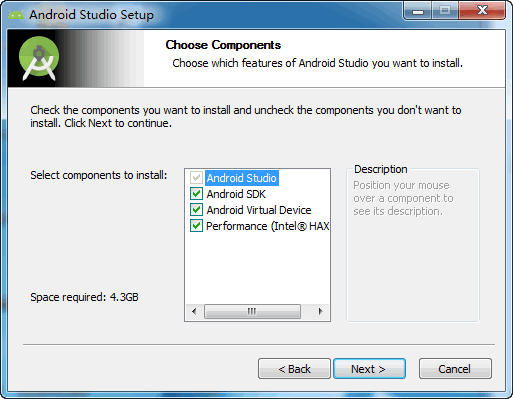 Android Studio Setup
Choose Components
Choose which features of Android Studio you want to install.
Check the components you want to install and uncheck the components you don't want to
install. Click Next to continue.
Select components to install:
Android Studio
Android SDK
Android Virtual Device
Performance (Intel® HAX
Description
Position your mouse
over a component to
see its description.
Space required: 4.3GB
< Back
Next >
Cancel